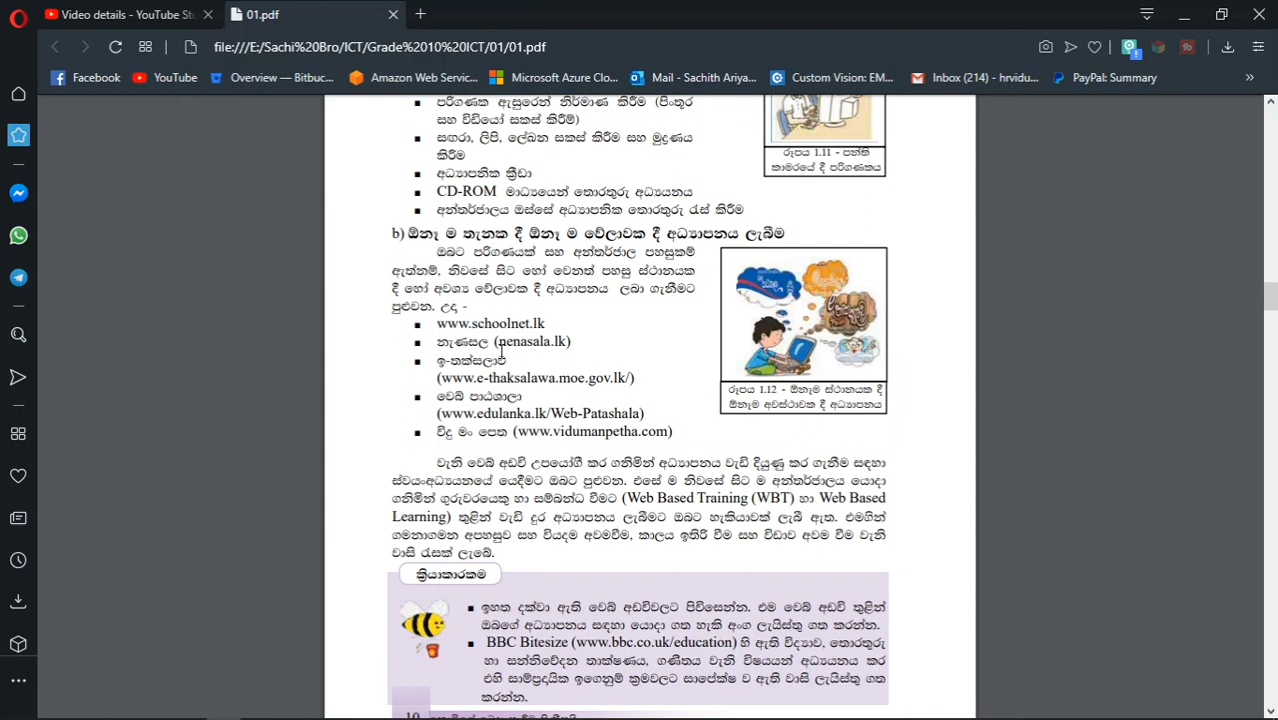 Video details - YouTube Stu
01.pdf
file:///E:/Sachi%20Bro/ICT/Grade%2010%20ICT/01/01.pdf
Facebook
YouTube
Overview — Bitbuc...
Amazon Web Servic...
Microsoft Azure Clo...
Mail - Sachith Ariya...
Custom Vision: EM...
Inbox (214) - hrvidu...
PayPal: Summary
පරිගණක ඇසුරෙන් නිර්මාණ කිරීම (පිංතූර
සහ විඩියෝ සකස් කිරීම)
සඟරා, ලිපි, ලේඛන සකස් කිරීම සහ මුද්‍රණය
කිරීම
අධ්‍යාපනික ක්‍රීඩා
CD-ROM මාධ්‍යයෙන් තොරතුරු අධ්‍යයනය
අන්තර්ජාලය ඔස්සේ අධ්‍යාපනික තොරතුරු රැස් කිරීම
රූපය 1.11 - පන්ති
කාමරයේ දී පරිගණකය
b) ඕනෑ ම තැනක දී ඕනෑ ම වේලාවක දී අධ්‍යාපනය ලැබීම
ඔබට පරිගණයක් සහ අන්තර්ජාල පහසුකම්
ඇත්නම්, නිවසේ සිට හෝ වෙනත් පහසු ස්ථානයක
දී හෝ අවශ්‍ය වේලාවක දී අධ්‍යාපනය ලබා ගැනීමට
පුළුවන. උදා -
www.schoolnet.lk
නැණසල (nenasala.lk)
ඉ-තක්සලාව
(www.e-thaksalawa.moe.gov.lk/)
වෙබ් පාඨශාලා
(www.edulanka.lk/Web-Patashala)
විදු මං පෙත (www.vidumanpetha.com)
රූපය 1.12 - ඕනෑම ස්ථානයක දී
ඕනෑම අවස්ථාවක දී අධ්‍යාපනය
වැනි වෙබ් අඩවි උපයෝගී කර ගනිමින් අධ්‍යාපනය වැඩි දියුණු කර ගැනීම සඳහා
ස්වයංඅධ්‍යයනයේ යෙදීමට ඔබට පුළුවන. එසේ ම නිවසේ සිට ම අන්තර්ජාලය යොදා
ගනිමින් ගුරුවරයෙකු හා සම්බන්ධ වීමට (Web Based Training (WBT) හා Web Based
Learning) තුළින් වැඩි දුර අධ්‍යාපනය ලැබීමට ඔබට හැකියාවක් ලැබී ඇත. එමගින්
ගමනාගමන අපහසුව සහ වියදම අවමවීම, කාලය ඉතිරි වීම සහ විඩාව අවම වීම වැනි
වාසි රැසක් ලැබේ.
ක්‍රියාකාරකම
ඉහත දක්වා ඇති වෙබ් අඩවිවලට පිවිසෙන්න. එම වෙබ් අඩවි තුළින්
ඔබගේ අධ්‍යාපනය සඳහා යොදා ගත හැකි අංග ලැයිස්තු ගත කරන්න.
BBC Bitesize (www.bbc.co.uk/education) හි ඇති විද්‍යාව, තොරතුරු
හා සන්නිවේදන තාක්ෂණය, ගණිතය වැනි විෂයයන් අධ්‍යයනය කර
එහි සාම්ප්‍රදායික ඉගෙනුම් ක්‍රමවලට සාපේක්ෂ ව ඇති වාසි ලැයිස්තු ගත
කරන්න.
10